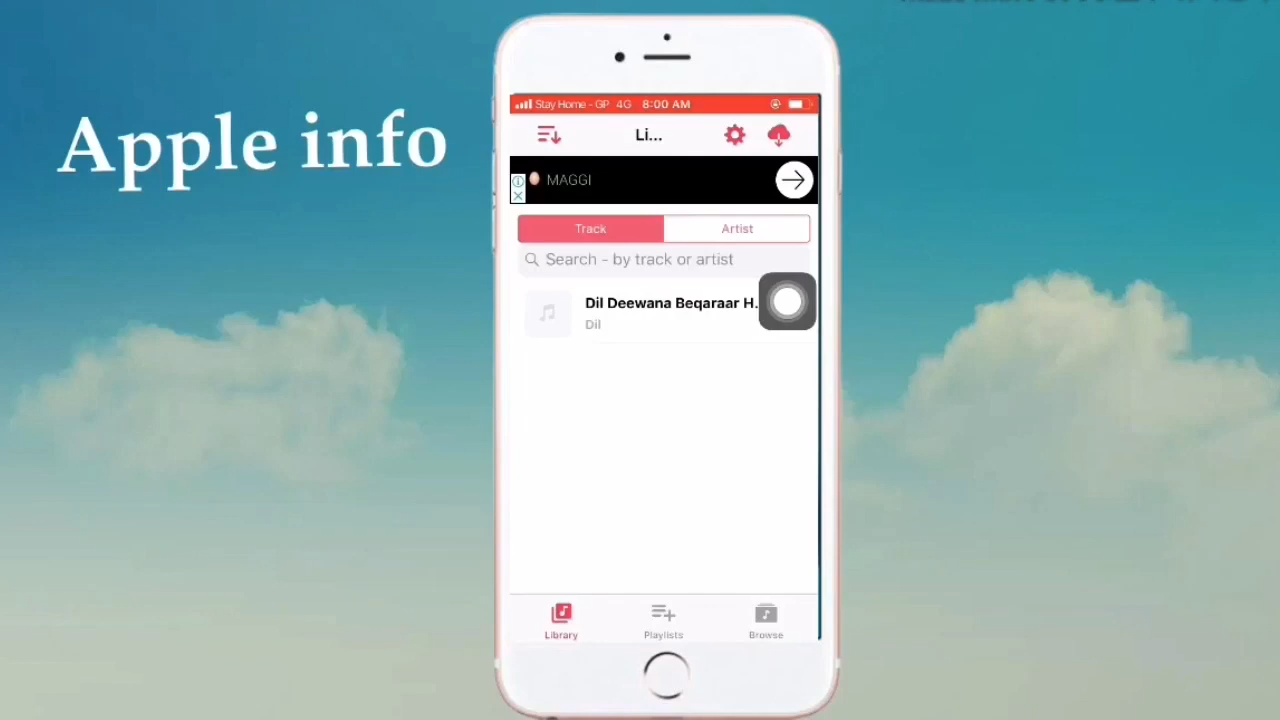 Apple info
Stay Home - GP 4G 8:00 AM
Li...
MAGGI
Track Artist
Search - by track or artist
Dil Deewana Beqaraar H.
Dil
Library Playlists Browse